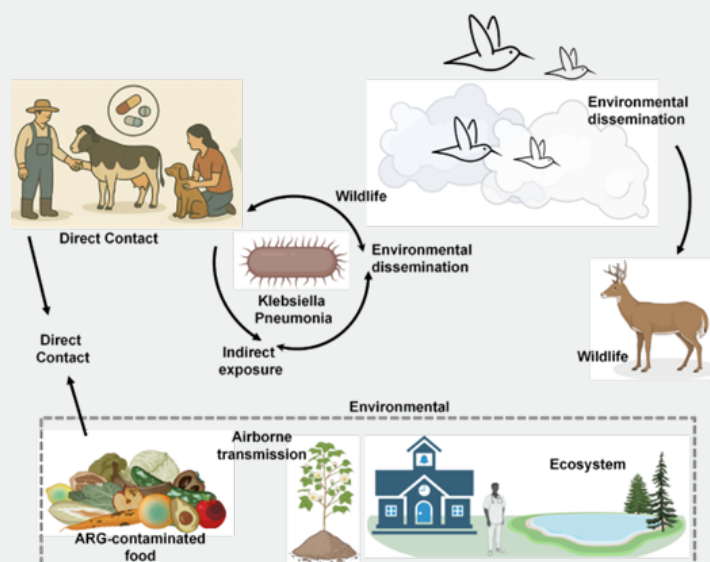 Environmental
dissemination
Wildlife
Direct Contact
Environmental
dissemination
Klebsiella
Pneumonia
Direct
Contact
Indirect
exposure
Wildlife
Environmental
Airborne
transmission
Ecosystem
ARG-contaminated
food